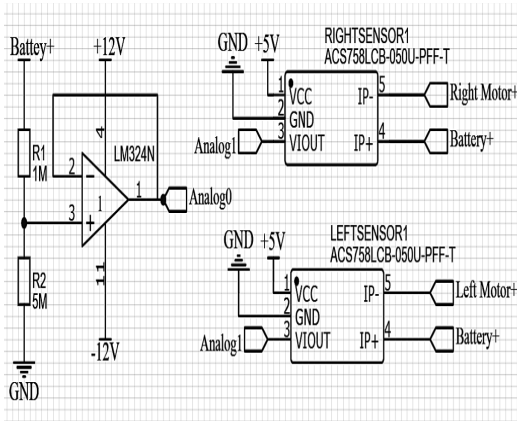 Battey+
+12V
4
R1
1M
2
LM324N
1
1
Analog0
3
R2
5M
11
-12V
GND
RIGHTSENSOR1
ACS758LCB-050U-PFF-T
GND +5V
1
VCC
IP-
5
Right Motor+
2
GND
Analog1
3
VIOUT
IP+
4
Battery+
LEFTSENSOR1
ACS758LCB-050U-PFF-T
GND +5V
1
VCC
IP-
5
Left Motor+
2
GND
Analog1
3
VIOUT
IP+
4
Battery+